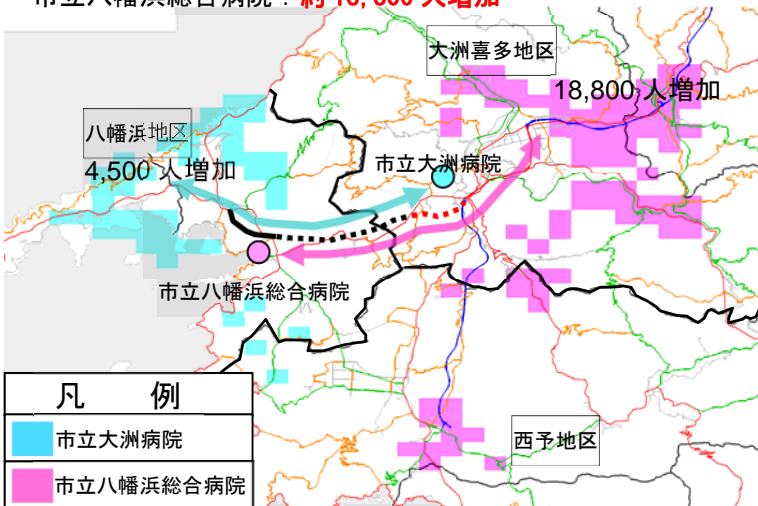 市立八幡浜総合病院
人増加
大洲喜多地区
18,800 人増加
八幡浜地区
4,500 人増加
市立大洲病院
市立八幡浜総合病院
西予地区
凡 例
市立大洲病院
市立八幡浜総合病院